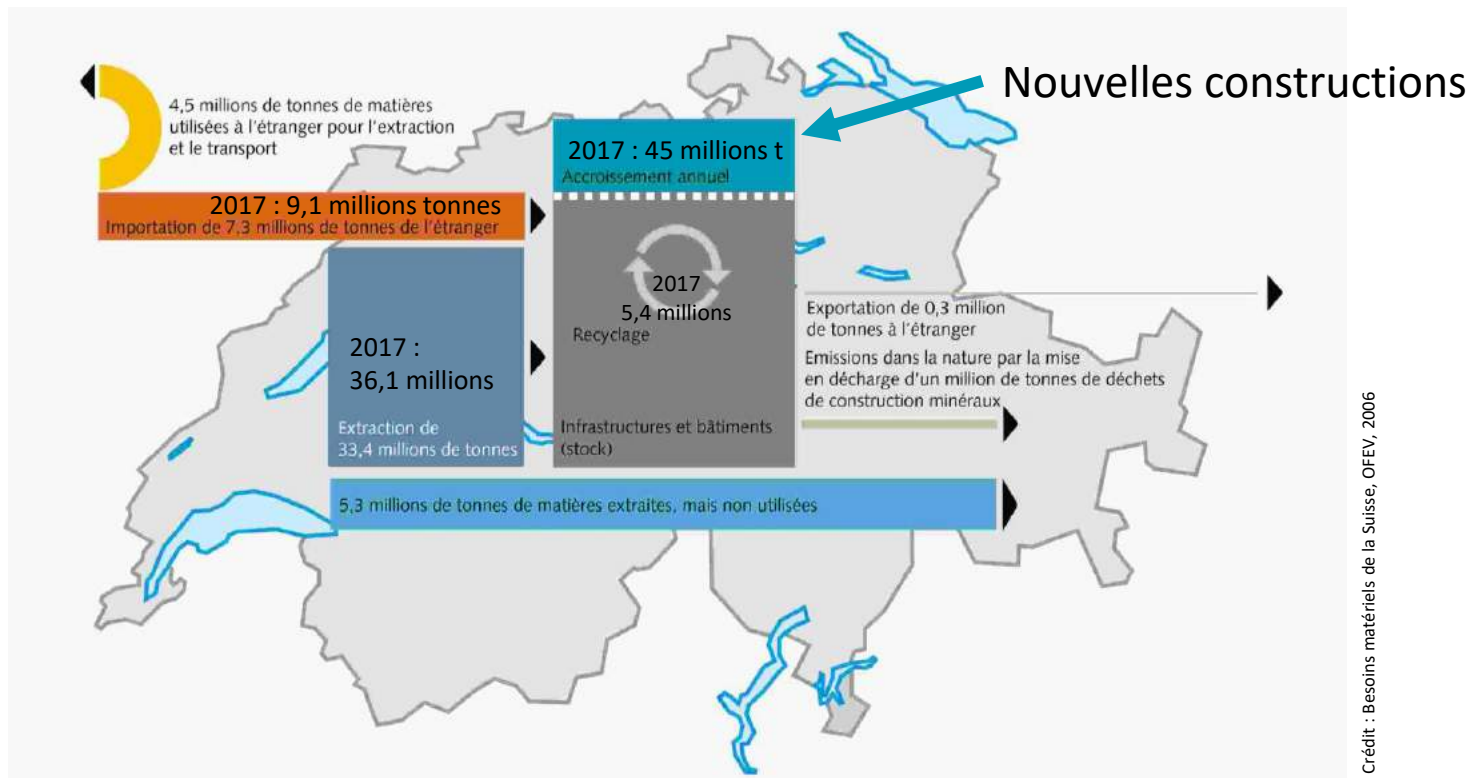 Nouvelles constructions
4,5 millions de tonnes de matières
utilisées à l'étranger pour l'extraction
et le transport
2017 : 45 millions t
Accroissement annuel
2017 : 9,1 millions tonnes
Importation de 7,3 millions de tonnes de l'étranger
2017
5,4 millions
Recyclage
2017 :
36,1 millions
Extraction de
33,4 millions de tonnes
Infrastructures et bâtiments
(stock)
Exportation de 0,3 million
de tonnes à l'étranger
Emissions dans la nature par la mise
en décharge d'un million de tonnes de déchets
de construction minéraux
5,3 millions de tonnes de matières extraites, mais non utilisées
Crédit : Besoins matériels de la Suisse, OFEV, 2006